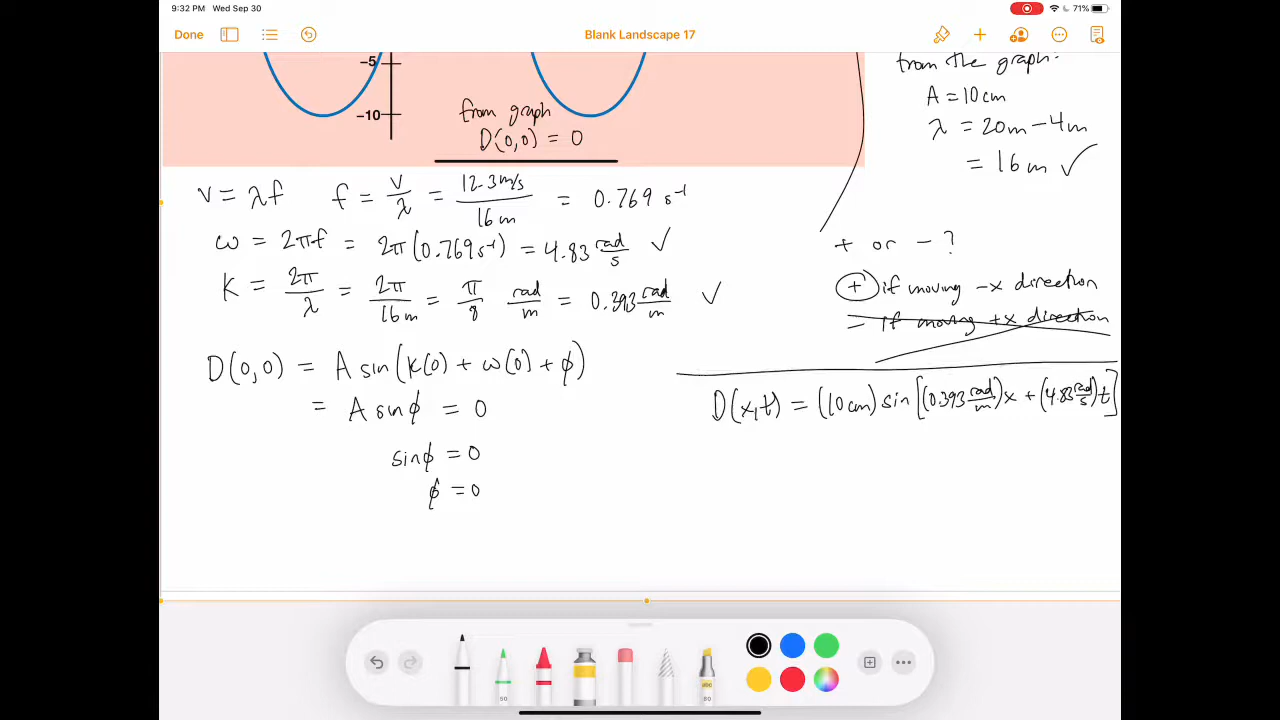 9:32 PM Wed Sep 30
71%
Done
Blank Landscape 17
-5
-10
from graph
D(0,0) = 0
from the graph:
A = 10 cm
λ = 20m - 4m
= 16 m ✓
v = λf f = v/λ = 12.3 m/s / 16 m = 0.769 s⁻¹
ω = 2πf = 2π(0.769 s⁻¹) = 4.83 rad/s ✓
K = 2π/λ = 2π/16 m = π/8 rad/m = 0.393 rad/m ✓
+ or - ?
+ if moving -x direction
- if moving +x direction
D(0,0) = A sin(K(0) + ω(0) + ϕ)
= A sinϕ = 0
sinϕ = 0
ϕ = 0
D(x,t) = (10 cm) sin[(0.393 rad/m)x + (4.83 rad/s)t]
50
50
80